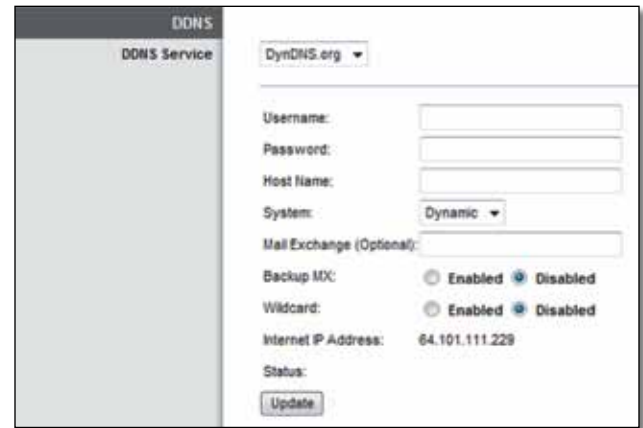 DDNS
DDNS Service
DynDNS.org
Username:
Password:
Host Name:
System: Dynamic
Mail Exchange (Optional):
Backup MX: Enabled Disabled
Wildcard: Enabled Disabled
Internet IP Address: 64.101.111.229
Status:
Update